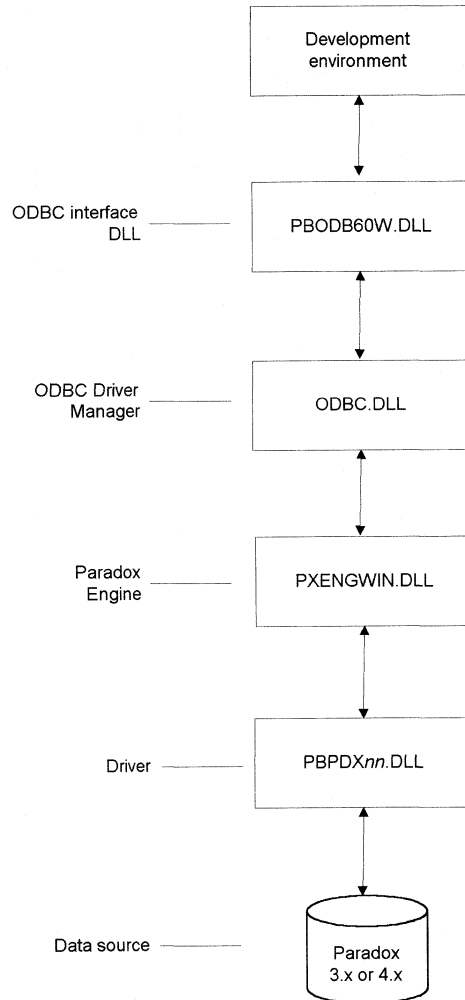 Development
environment
ODBC interface
DLL
PBODB60W.DLL
ODBC Driver
Manager
ODBC.DLL
Paradox
Engine
PXENGWIN.DLL
Driver
PBPDXnn.DLL
Data source
Paradox
3.x or 4.x